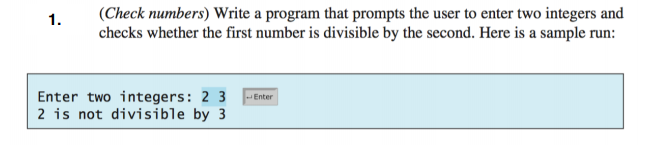 1. (Check numbers) Write a program that prompts the user to enter two integers and
checks whether the first number is divisible by the second. Here is a sample run:
Enter two integers: 2 3 ↵Enter
2 is not divisible by 3